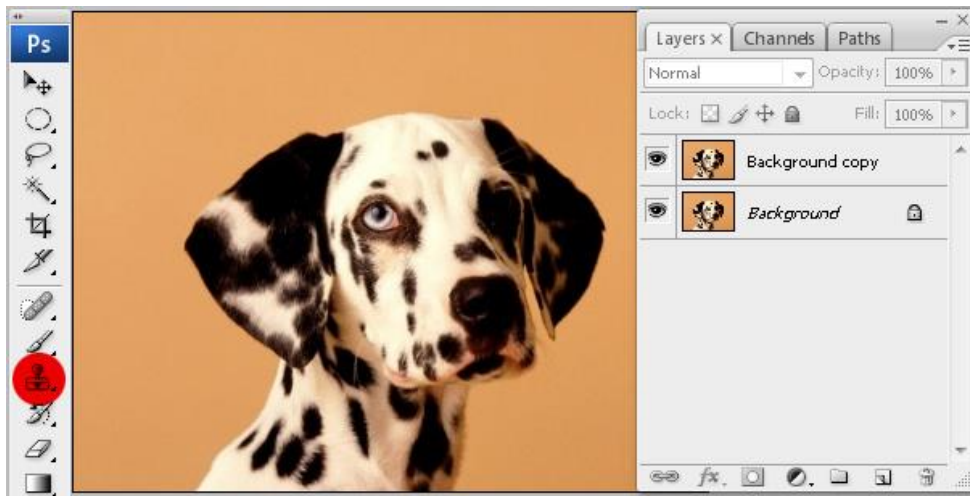 Ps
Layers × Channels Paths
Normal Opacity: 100%
Lock: Fill: 100%
Background copy
Background
fx.